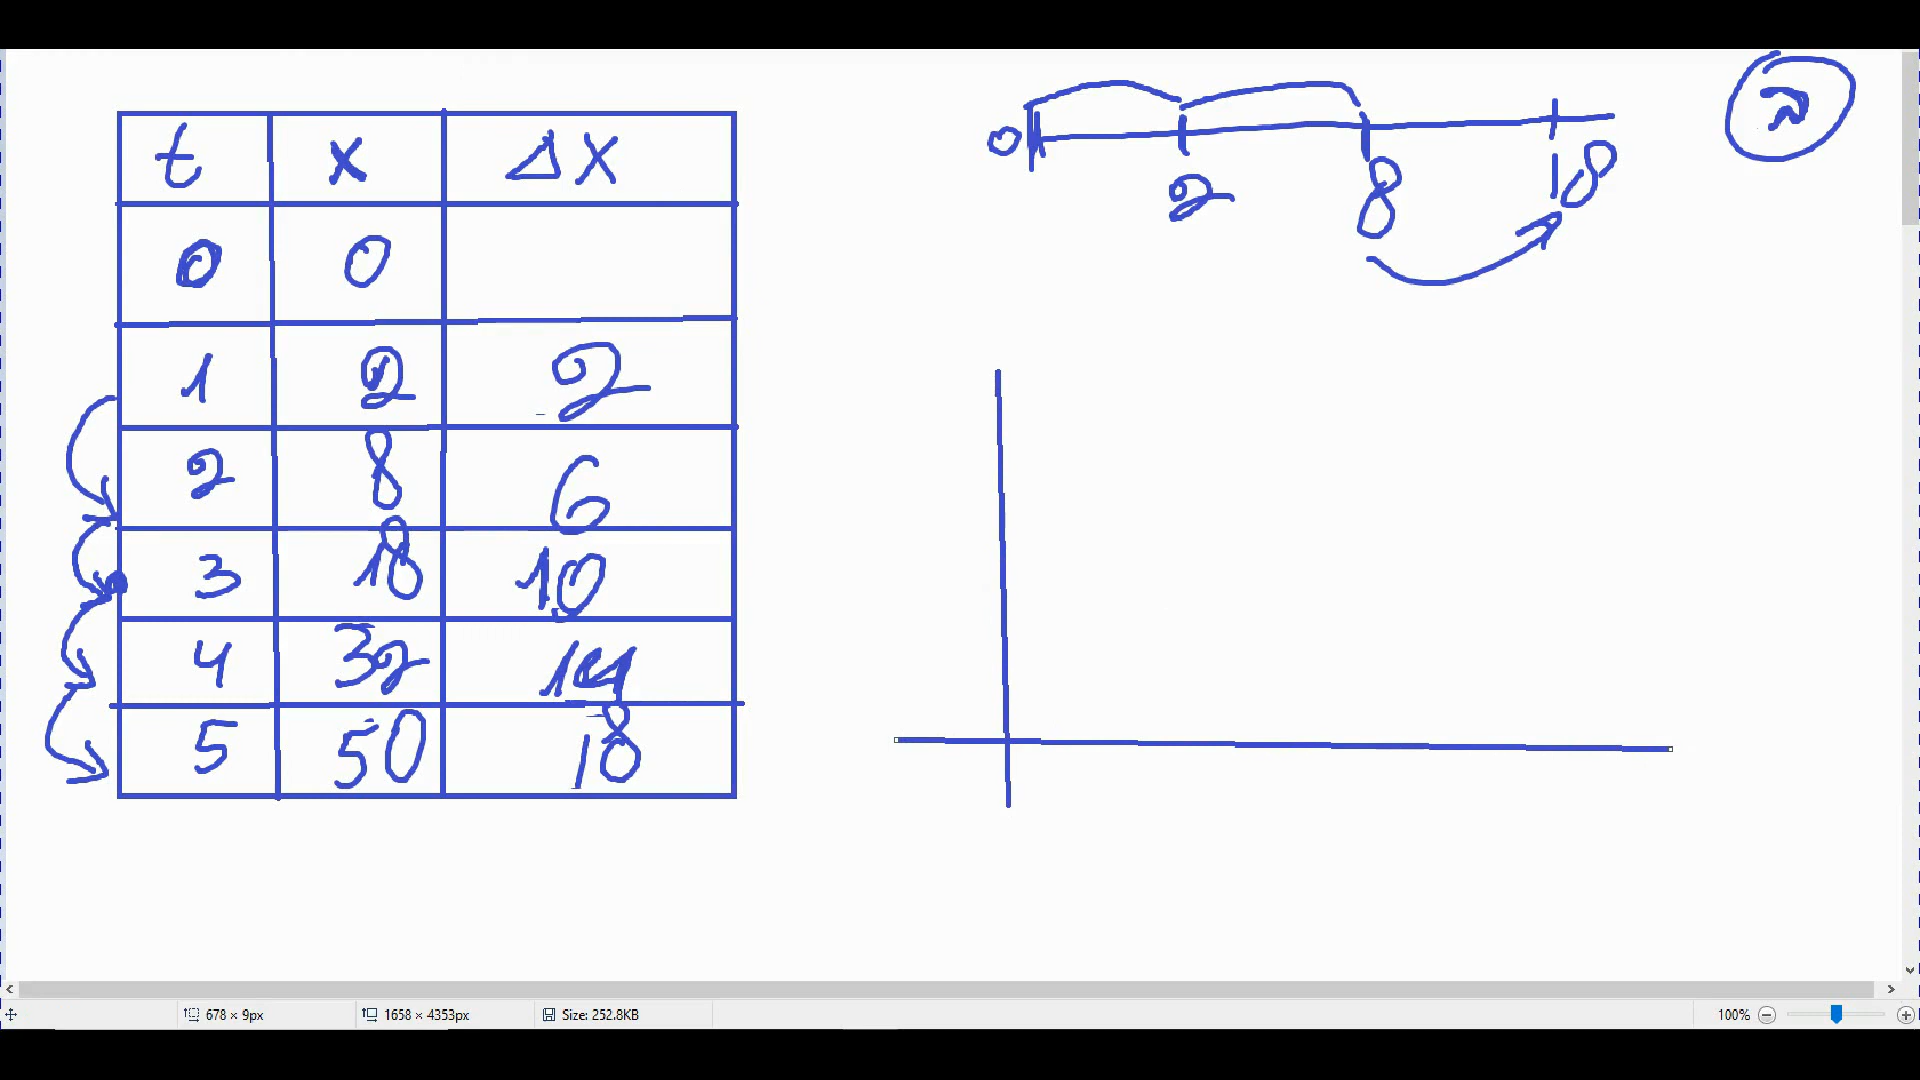 t x ΔX
0 0
1 2 2
2 8 6
3 18 10
4 32 14
5 50 18
0 2 8 18
678 × 9px 1658 × 4353px Size: 252.8KB 100%